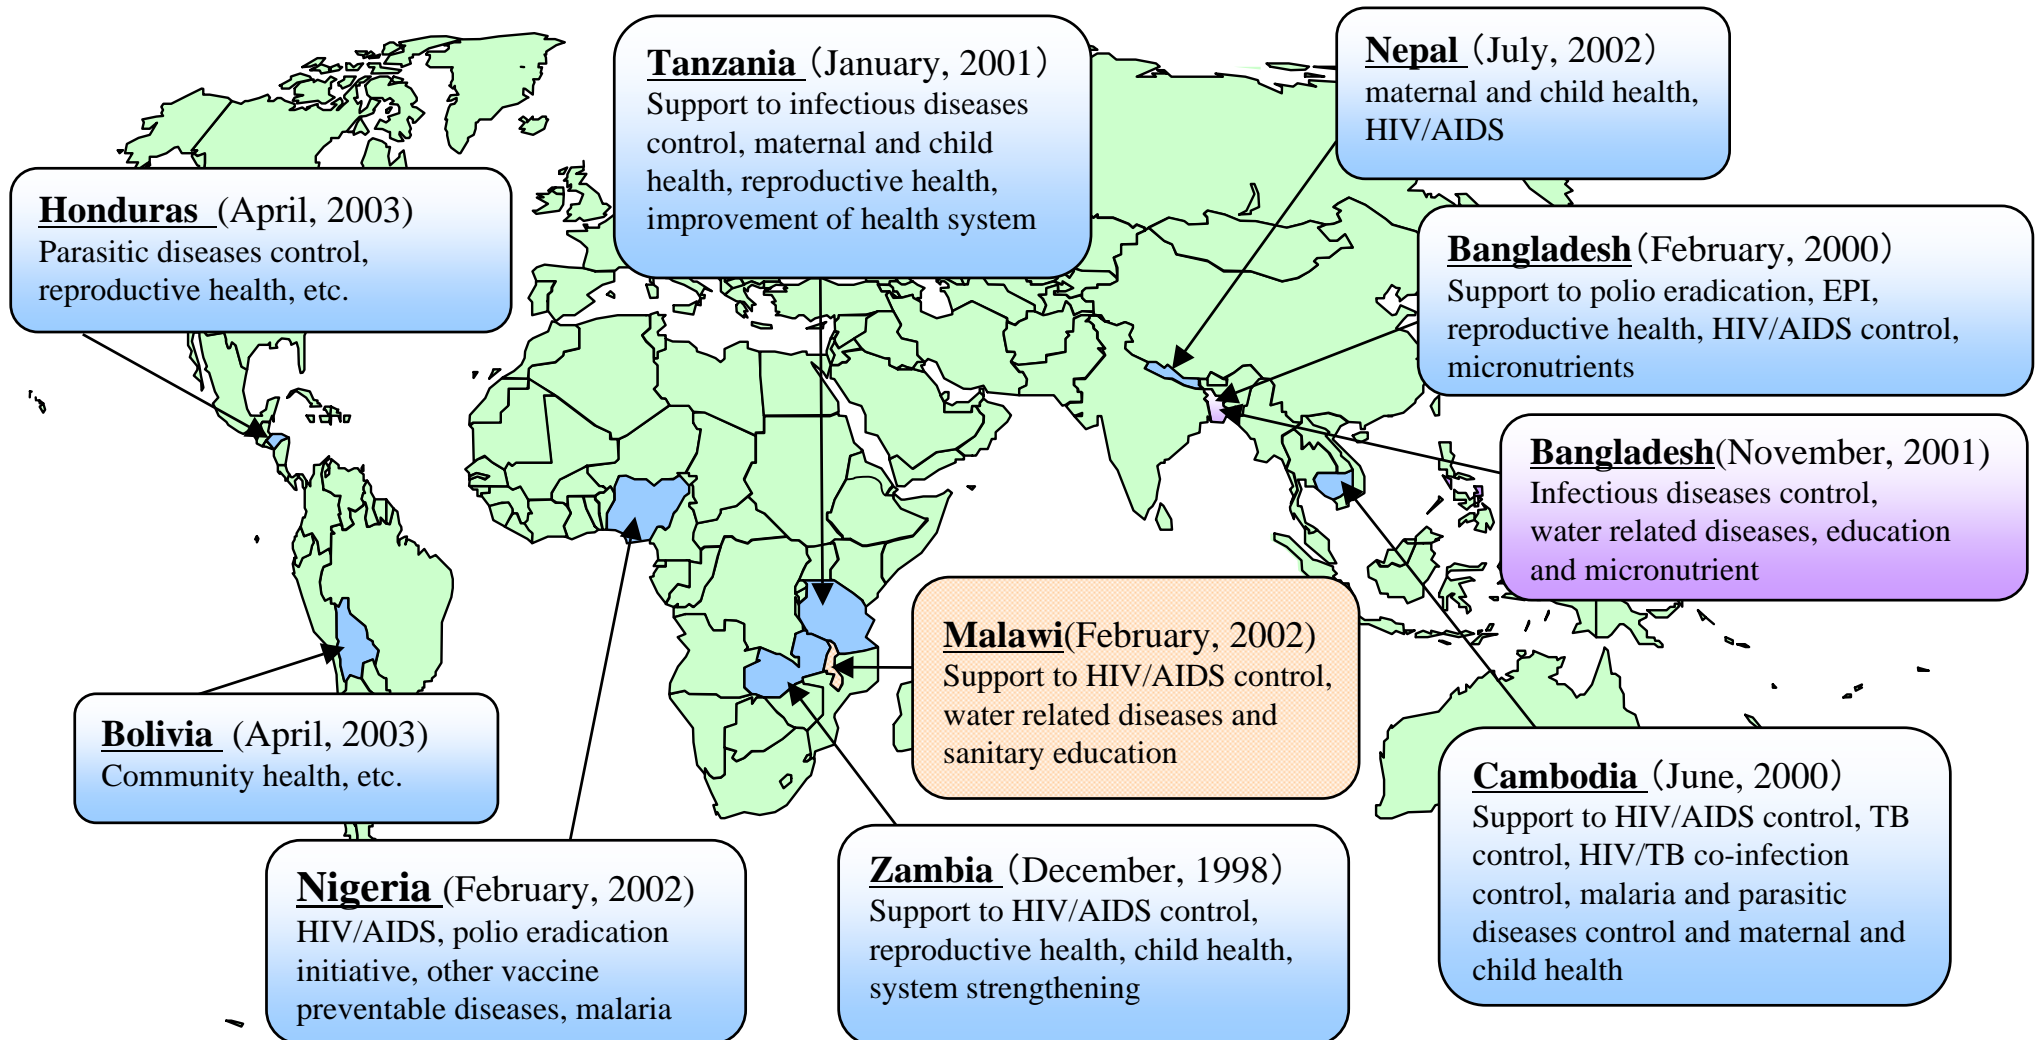 Tanzania （January, 2001）
Support to infectious diseases
control, maternal and child
health, reproductive health,
improvement of health system
Nepal （July, 2002）
maternal and child health,
HIV/AIDS
Honduras (April, 2003)
Parasitic diseases control,
reproductive health, etc.
Bangladesh（February, 2000）
Support to polio eradication, EPI,
reproductive health, HIV/AIDS control,
micronutrients
Bangladesh(November, 2001)
Infectious diseases control,
water related diseases, education
and micronutrient
Malawi(February, 2002)
Support to HIV/AIDS control,
water related diseases and
sanitary education
Bolivia (April, 2003)
Community health, etc.
Cambodia （June, 2000）
Support to HIV/AIDS control, TB
control, HIV/TB co-infection
control, malaria and parasitic
diseases control and maternal and
child health
Nigeria (February, 2002)
HIV/AIDS, polio eradication
initiative, other vaccine
preventable diseases, malaria
Zambia （December, 1998）
Support to HIV/AIDS control,
reproductive health, child health,
system strengthening